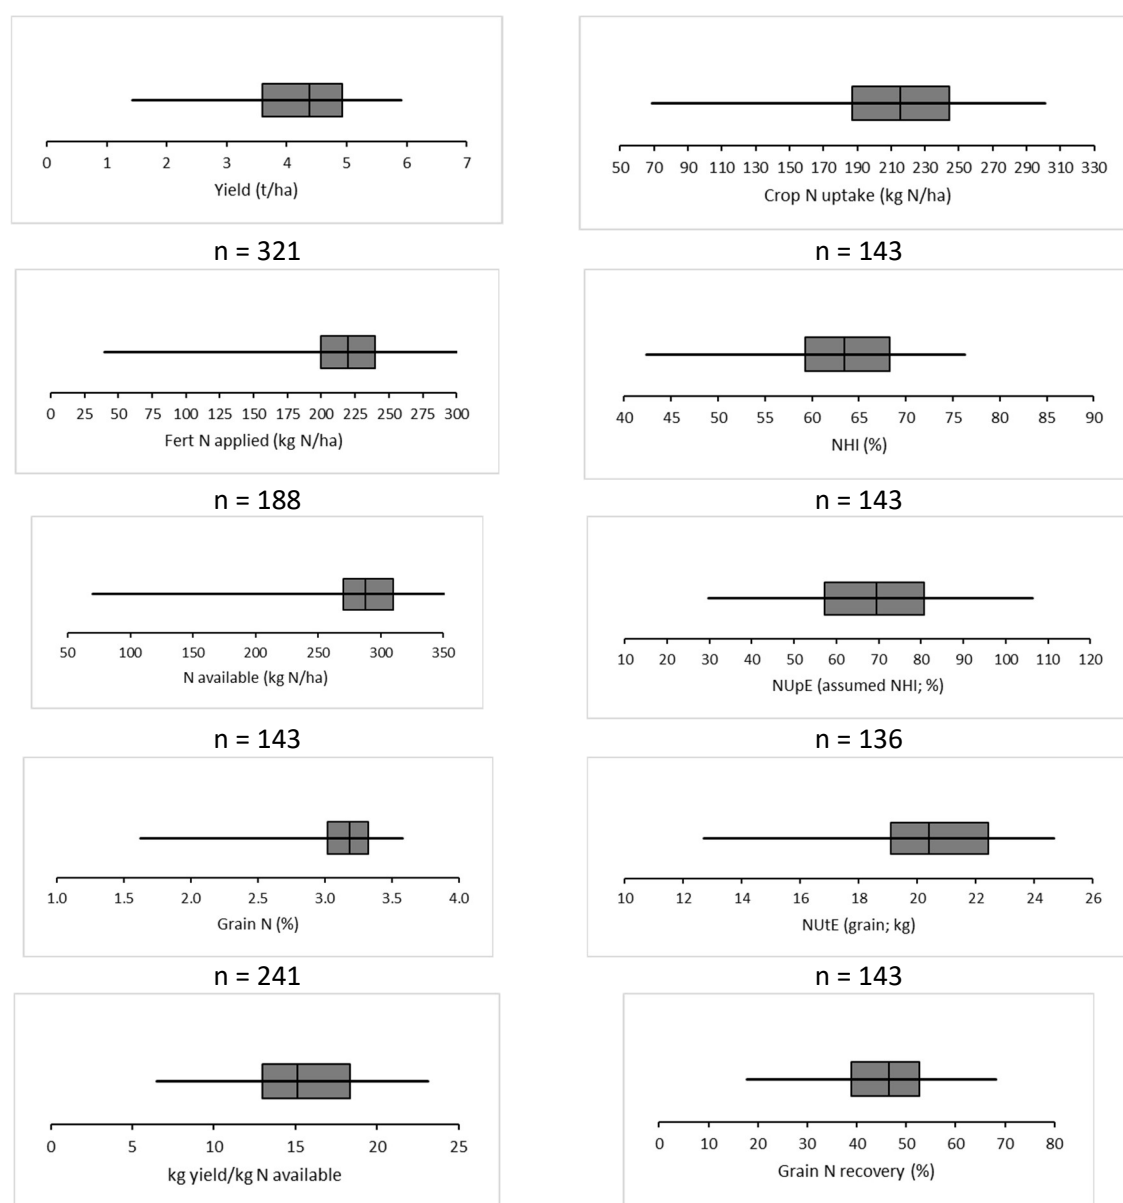 0 1 2 3 4 5 6 7
Yield (t/ha)
n = 321
50 70 90 110 130 150 170 190 210 230 250 270 290 310 330
Crop N uptake (kg N/ha)
n = 143
0 25 50 75 100 125 150 175 200 225 250 275 300
Fert N applied (kg N/ha)
n = 188
40 45 50 55 60 65 70 75 80 85 90
NHI (%)
n = 143
50 100 150 200 250 300 350
N available (kg N/ha)
n = 143
10 20 30 40 50 60 70 80 90 100 110 120
NUpE (assumed NHI; %)
n = 136
1.0 1.5 2.0 2.5 3.0 3.5 4.0
Grain N (%)
n = 241
10 12 14 16 18 20 22 24 26
NUtE (grain; kg)
n = 143
0 5 10 15 20 25
kg yield/kg N available
0 10 20 30 40 50 60 70 80
Grain N recovery (%)